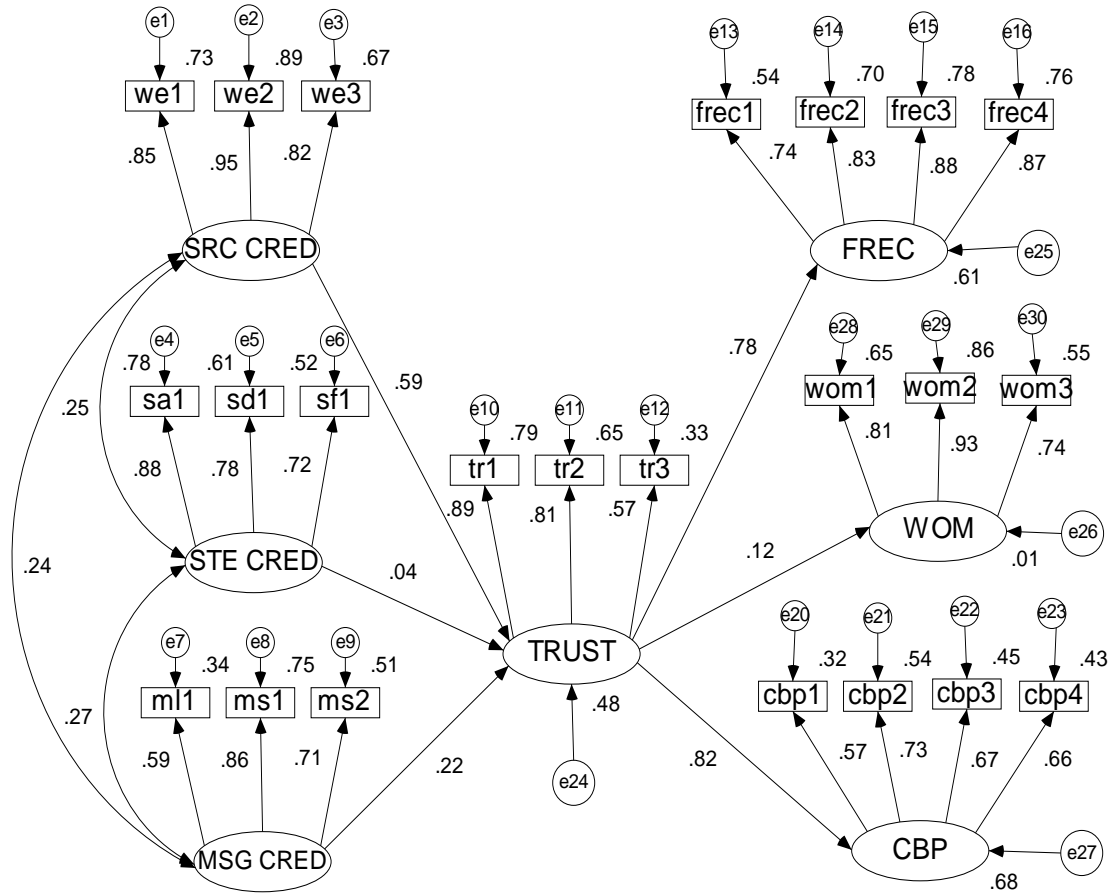 e1 e2 e3
.73 .89 .67
we1 we2 we3
.85 .95 .82
SRC CRED
e4 e5 e6
.78 .61 .52
sa1 sd1 sf1
.88 .78 .72
STE CRED
e7 e8 e9
.34 .75 .51
ml1 ms1 ms2
.59 .86 .71
MSG CRED
.25
.24
.27
.59
.04
.22
e10 e11 e12
.79 .65 .33
tr1 tr2 tr3
.89 .81 .57
TRUST
.48
e24
.78
.12
.82
e13 e14 e15 e16
.54 .70 .78 .76
frec1 frec2 frec3 frec4
.74 .83 .88 .87
FREC
e25
.61
e28 e29 e30
.65 .86 .55
wom1 wom2 wom3
.81 .93 .74
WOM
e26
.01
e20 e21 e22 e23
.32 .54 .45 .43
cbp1 cbp2 cbp3 cbp4
.57 .73 .67 .66
CBP
e27
.68